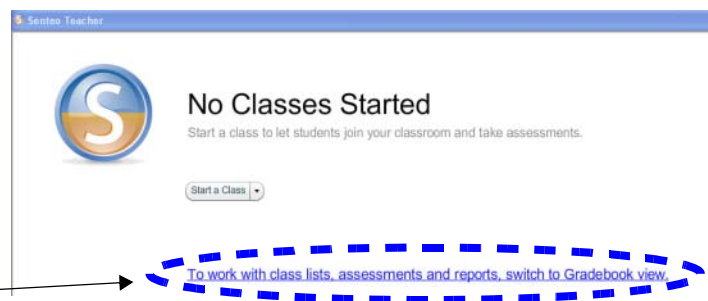 Senteo Teacher
S
No Classes Started
Start a class to let students join your classroom and take assessments.
Start a Class
To work with class lists, assessments and reports, switch to Gradebook view.